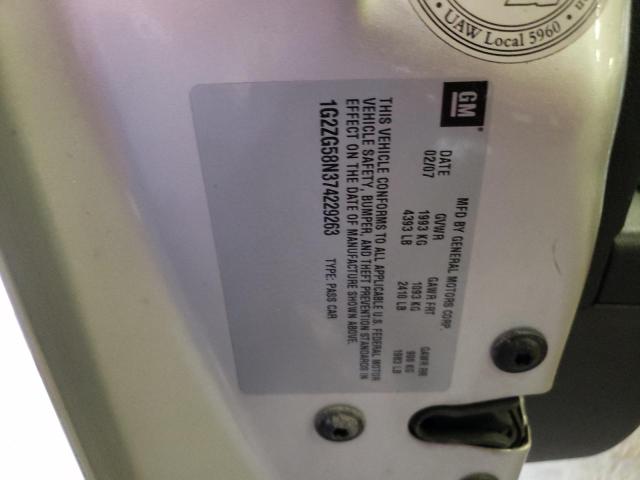 UAW Local 5960
GM
MFD BY GENERAL MOTORS CORP.
DATE GVWR GAWR FRT GAWR RR
02/07 1993 KG 1093 KG 900 KG
4393 LB 2410 LB 1983 LB
THIS VEHICLE CONFORMS TO ALL APPLICABLE U.S. FEDERAL MOTOR
VEHICLE SAFETY, BUMPER, AND THEFT PREVENTION STANDARDS IN
EFFECT ON THE DATE OF MANUFACTURE SHOWN ABOVE.
1G2ZG58N374229263 TYPE: PASS CAR